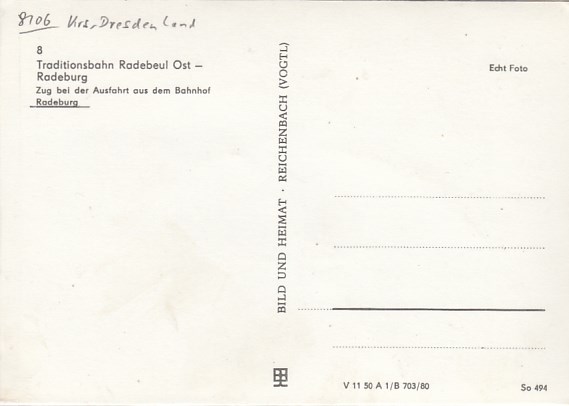 8106 Krs. Dresden Land
8
Traditionsbahn Radebeul Ost –
Radeburg
Zug bei der Ausfahrt aus dem Bahnhof
Radeburg
BILD UND HEIMAT · REICHENBACH (VOGTL)
Echt Foto
V 11 50 A 1/B 703/80
So 494